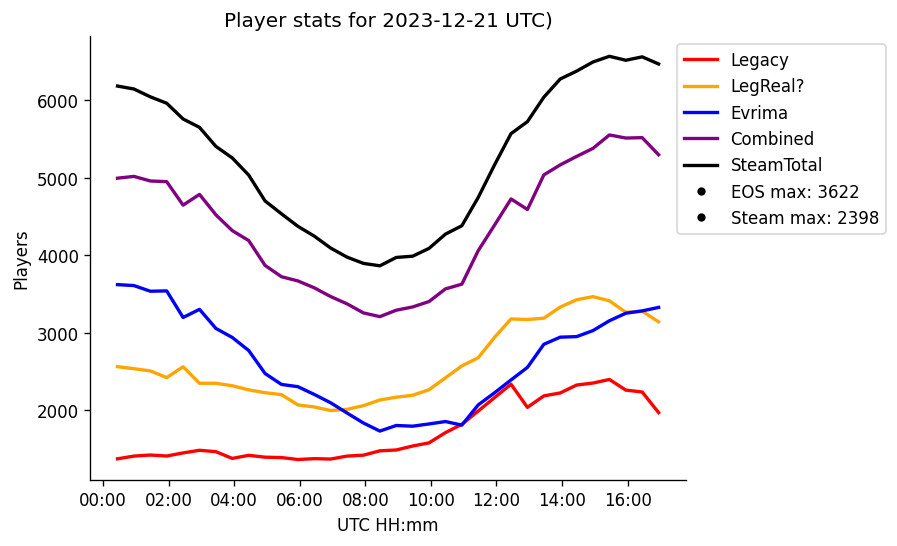 Player stats for 2023-12-21 UTC)
Legacy
LegReal?
Evrima
Combined
SteamTotal
EOS max: 3622
Steam max: 2398
Players
6000
5000
4000
3000
2000
00:00 02:00 04:00 06:00 08:00 10:00 12:00 14:00 16:00
UTC HH:mm